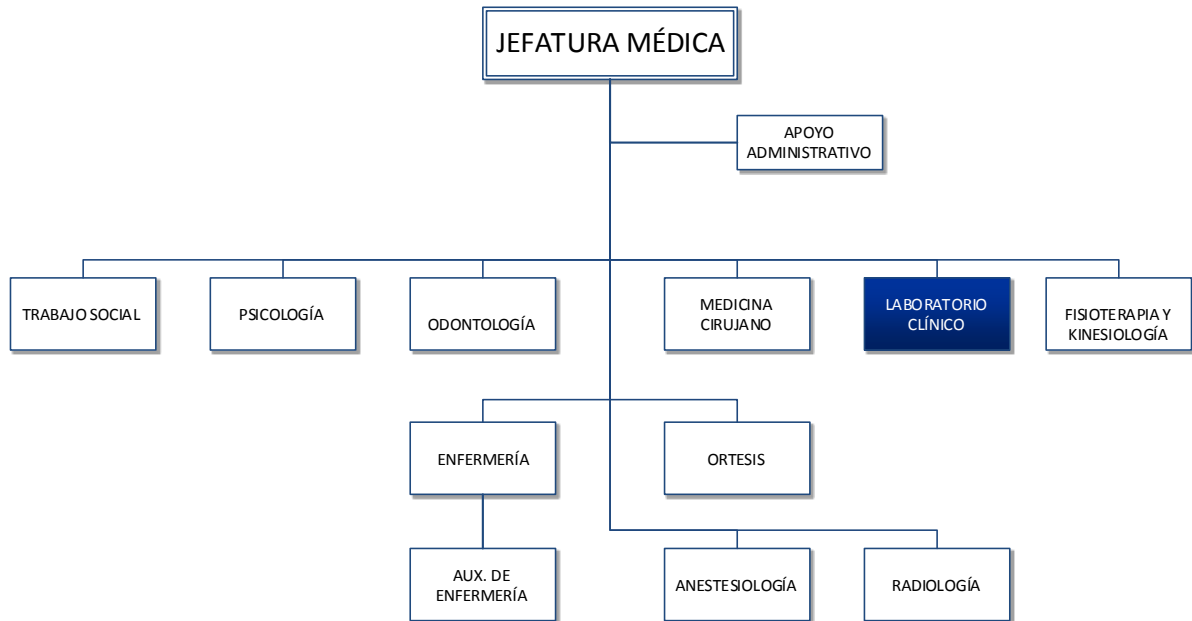 JEFATURA MÉDICA
APOYO
ADMINISTRATIVO
TRABAJO SOCIAL
PSICOLOGÍA
ODONTOLOGÍA
MEDICINA
CIRUJANO
LABORATORIO
CLÍNICO
FISIOTERAPIA Y
KINESIOLOGÍA
ENFERMERÍA
ORTESIS
AUX. DE
ENFERMERÍA
ANESTESIOLOGÍA
RADIOLOGÍA